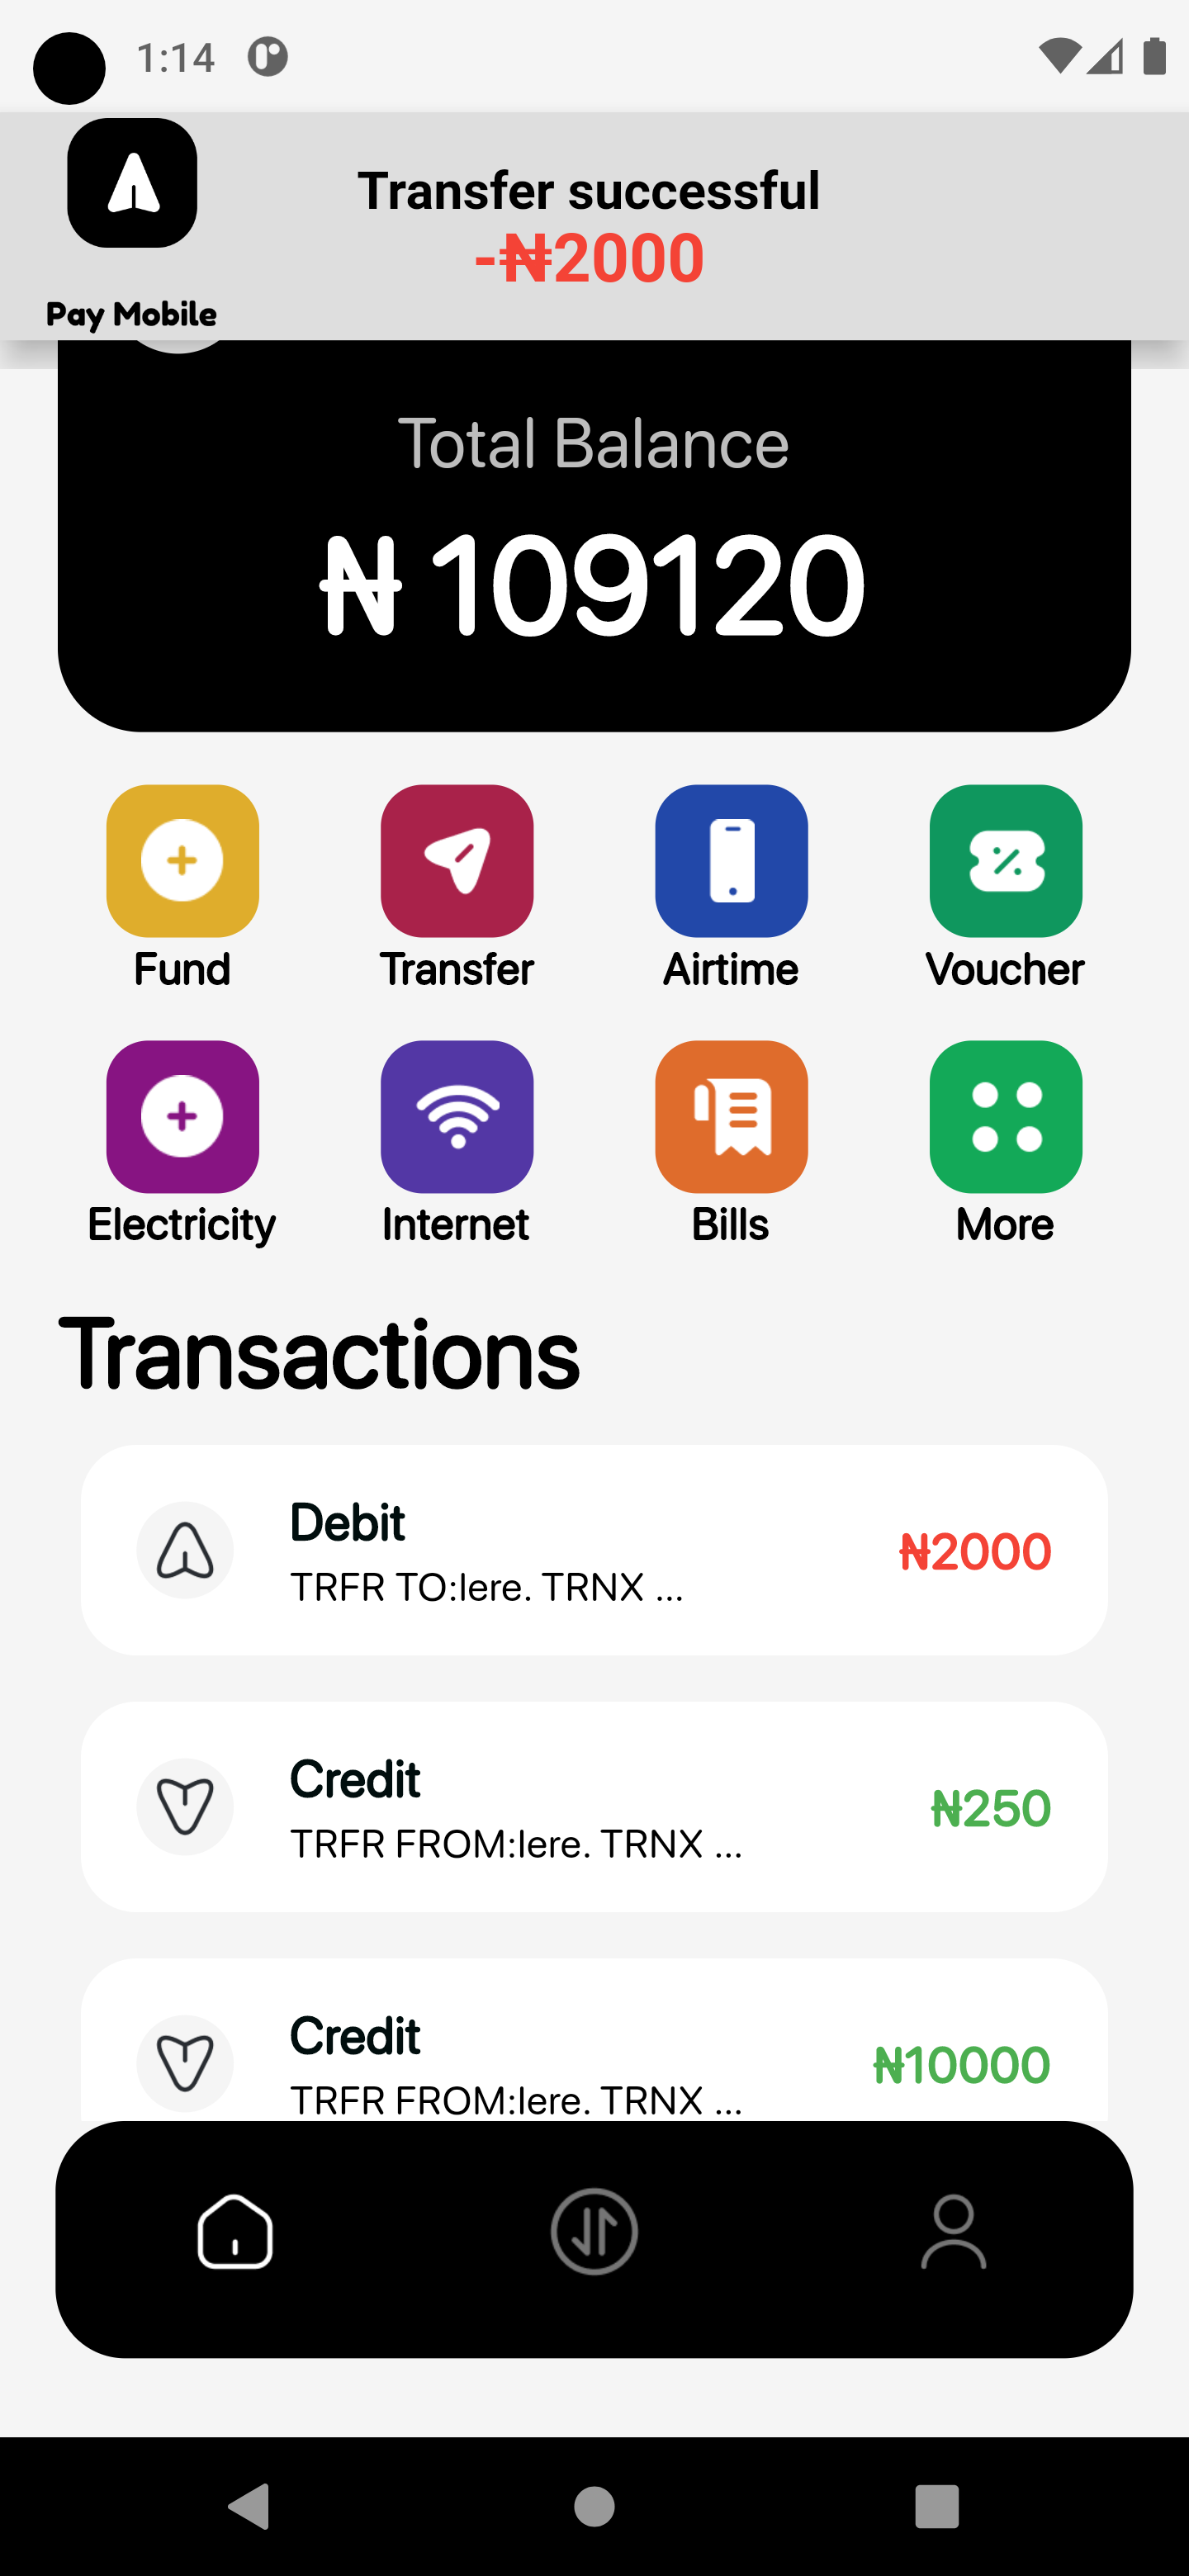 1:14
Transfer successful
-₦2000
Pay Mobile
Total Balance
₦ 109120
Fund Transfer Airtime Voucher
Electricity Internet Bills More
Transactions
Debit
TRFR TO:lere. TRNX ...
₦2000
Credit
TRFR FROM:lere. TRNX ...
₦250
Credit
TRFR FROM:lere. TRNX ...
₦10000